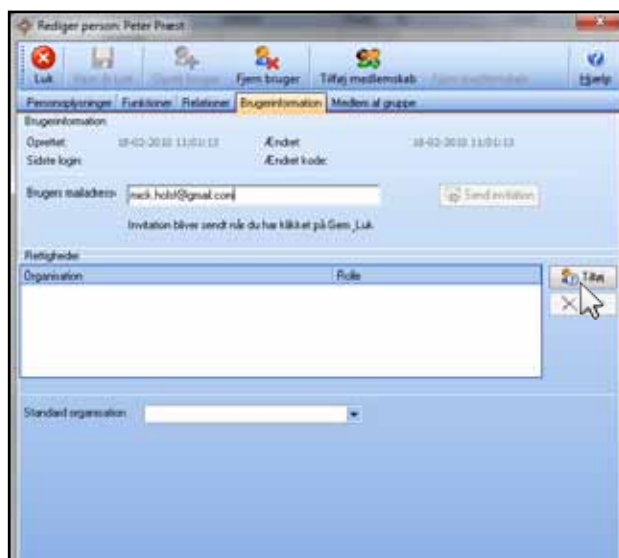 Rediger person: Peter Præst
Luk Fjern bruger Tilføj medlemskab Hjælp
Personoplysninger Funktioner Relationer Brugerinformation Medlem af gruppe
Brugerinformation
Oprettet: 18-02-2010 11:01:13 Ændret: 18-02-2010 11:01:13
Sidste login: Ændret kode:
Brugers mailadresse: mick.holst@gmail.com Send invitation
Invitation bliver sendt når du har klikket på Gem_Luk
Rettigheder
Organisation Rolle Tilføj
Standard organisation: